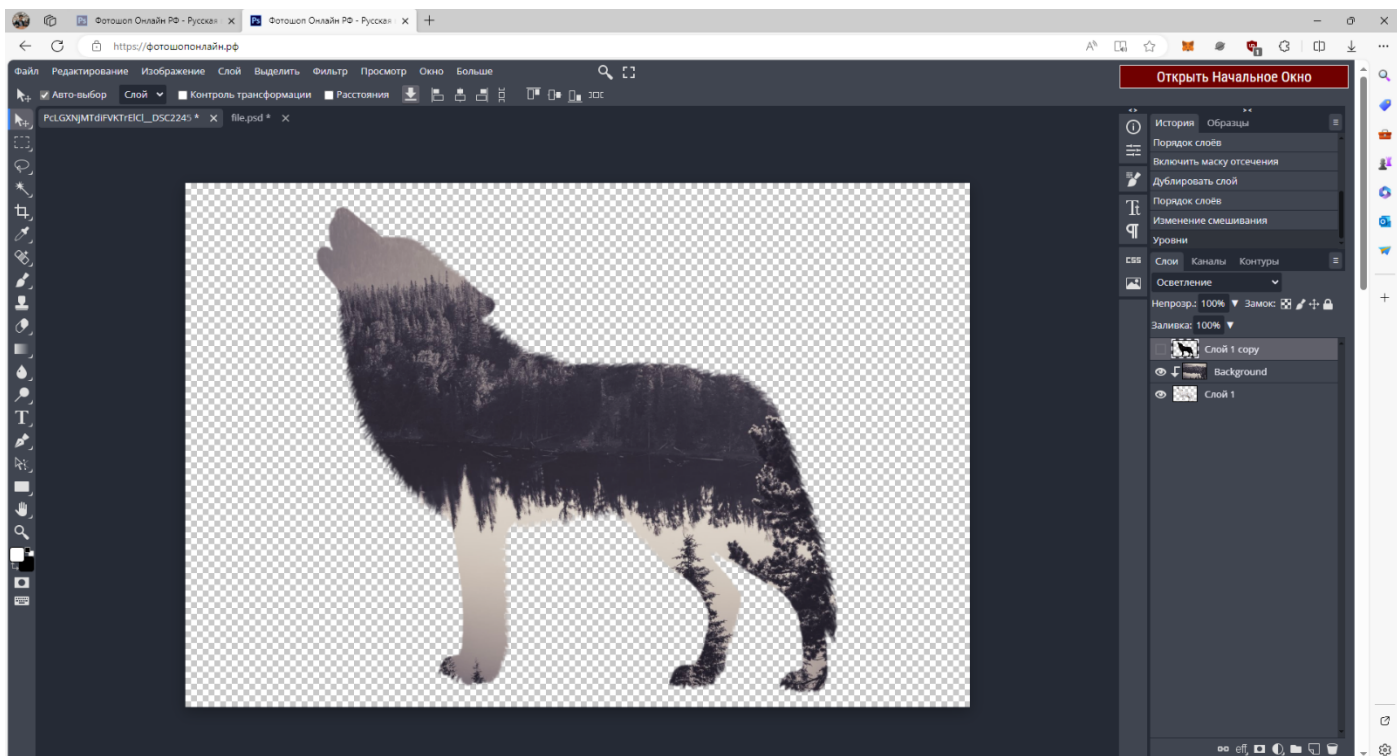 Фотошоп Онлайн РФ - Русская
Фотошоп Онлайн РФ - Русская
https://фотошопонлайн.рф
Файл Редактирование Изображение Слой Выделить Фильтр Просмотр Окно Больше
Открыть Начальное Окно
Авто-выбор Слой Контроль трансформации Расстояния
PcLGXNjMTdiFVKTrElCl__DSC2245 *
file.psd *
История Образцы
Порядок слоёв
Включить маску отсечения
Дублировать слой
Порядок слоёв
Изменение смешивания
Уровни
CSS
Слои Каналы Контуры
Осветление
Непрозр.: 100% Замок:
Заливка: 100%
Слой 1 copy
Background
Слой 1
eff